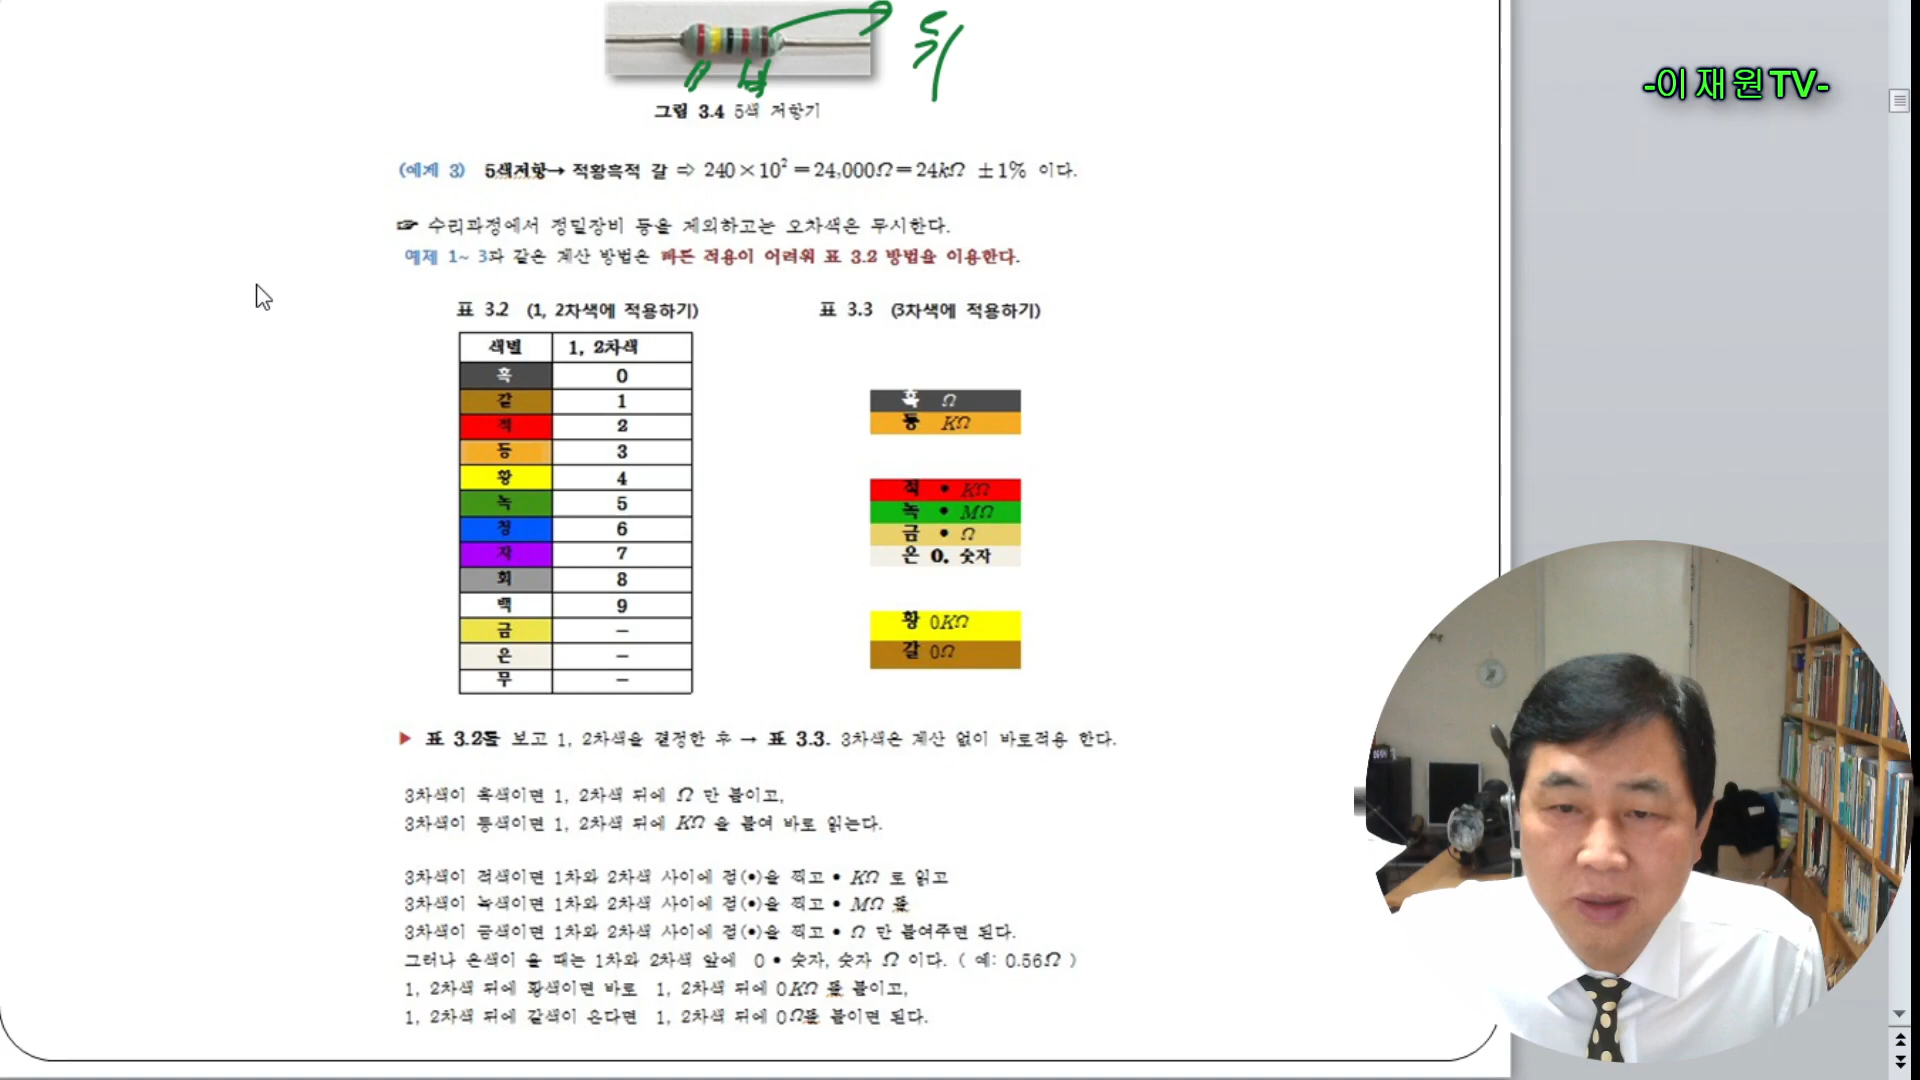 -이재원TV-
그림 3.4 5색 저항기
(예제 3) 5색저항→ 적황흑적 갈 ⇨ 240×10² =24,000Ω=24kΩ ±1% 이다.
☞ 수리과정에서 정밀장비 등을 제외하고는 오차색은 무시한다.
예제 1~ 3과 같은 계산 방법은 빠른 적용이 어려워 표 3.2 방법을 이용한다.
표 3.2 (1, 2차색에 적용하기)
색별 1, 2차색
흑 0
갈 1
적 2
등 3
황 4
녹 5
청 6
자 7
회 8
백 9
금 –
은 –
무 –
표 3.3 (3차색에 적용하기)
흑 Ω
등 KΩ
적 • KΩ
녹 • MΩ
금 • Ω
은 0. 숫자
황 0KΩ
갈 0Ω
▶ 표 3.2를 보고 1, 2차색을 결정한 후 → 표 3.3. 3차색은 계산 없이 바로적용 한다.
3차색이 흑색이면 1, 2차색 뒤에 Ω 만 붙이고,
3차색이 등색이면 1, 2차색 뒤에 KΩ 을 붙여 바로 읽는다.
3차색이 적색이면 1차와 2차색 사이에 점(•)을 찍고 • KΩ 로 읽고
3차색이 녹색이면 1차와 2차색 사이에 점(•)을 찍고 • MΩ 를
3차색이 금색이면 1차와 2차색 사이에 점(•)을 찍고 • Ω 만 붙여주면 된다.
그러나 은색이 올 때는 1차와 2차색 앞에 0 • 숫자, 숫자 Ω 이다. ( 예: 0.56Ω )
1, 2차색 뒤에 황색이면 바로 1, 2차색 뒤에 0KΩ 를 붙이고,
1, 2차색 뒤에 갈색이 온다면 1, 2차색 뒤에 0Ω를 붙이면 된다.